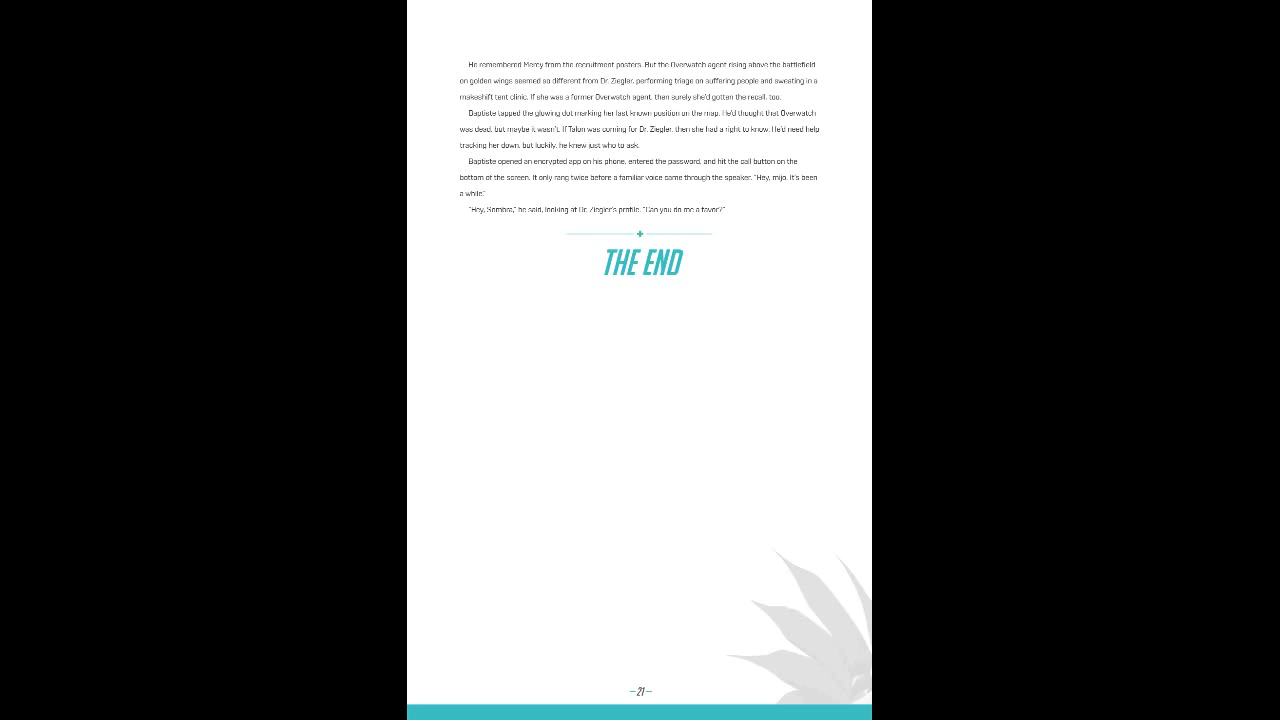 He remembered Mercy from the recruitment posters. But the Overwatch agent rising above the battlefield
on golden wings seemed so different from Dr. Ziegler, performing triage on suffering people and sweating in a
makeshift tent clinic. If she was a former Overwatch agent, then surely she'd gotten the recall, too.
Baptiste tapped the glowing dot marking her last known position on the map. He'd thought that Overwatch
was dead, but maybe it wasn't. If Talon was coming for Dr. Ziegler, then she had a right to know. He'd need help
tracking her down, but luckily, he knew just who to ask.
Baptiste opened an encrypted app on his phone, entered the password, and hit the call button on the
bottom of the screen. It only rang twice before a familiar voice came through the speaker. "Hey, mijo. It's been
a while."
"Hey, Sombra," he said, looking at Dr. Ziegler's profile. "Can you do me a favor?"
THE END
—21—